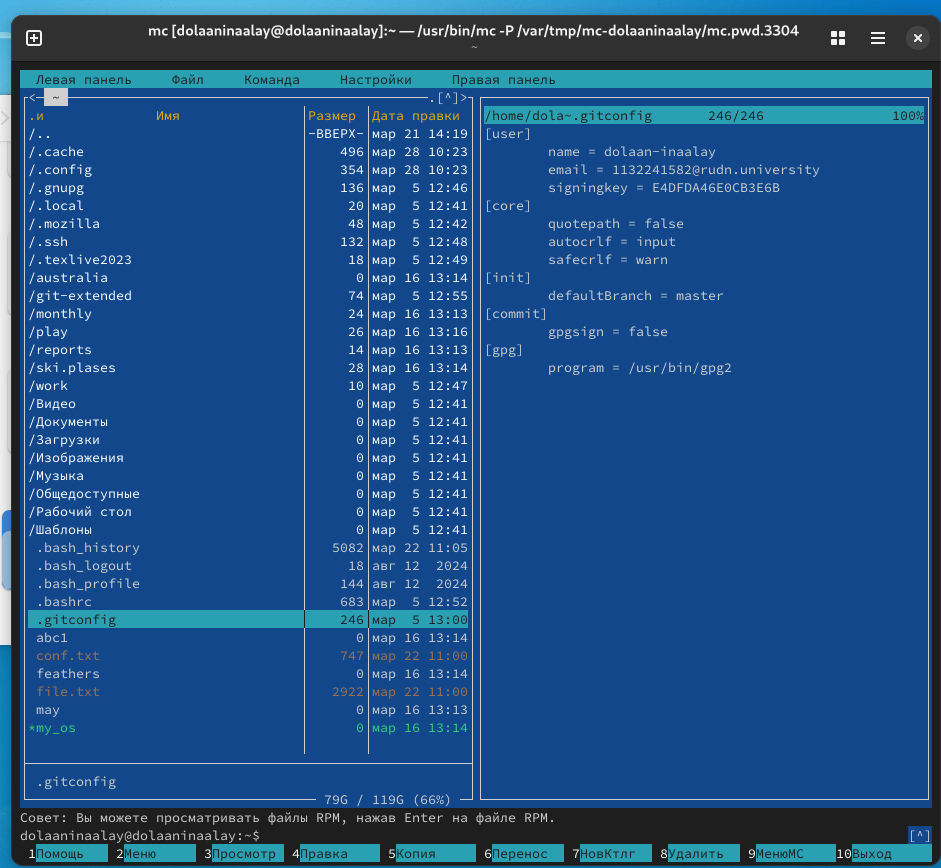 mc [dolaaninaalay@dolaaninaalay]:~ — /usr/bin/mc -P /var/tmp/mc-dolaaninaalay/mc.pwd.3304
~
Левая панель Файл Команда Настройки Правая панель
<- ~ .[^]>
.и Имя Размер Дата правки
/.. -ВВЕРХ- мар 21 14:19
/.cache 496 мар 28 10:23
/.config 354 мар 28 10:23
/.gnupg 136 мар 5 12:46
/.local 20 мар 5 12:41
/.mozilla 48 мар 5 12:42
/.ssh 132 мар 5 12:48
/.texlive2023 18 мар 5 12:49
/australia 0 мар 16 13:14
/git-extended 74 мар 5 12:55
/monthly 24 мар 16 13:13
/play 26 мар 16 13:16
/reports 14 мар 16 13:13
/ski.plases 28 мар 16 13:14
/work 10 мар 5 12:47
/Видео 0 мар 5 12:41
/Документы 0 мар 5 12:41
/Загрузки 0 мар 5 12:41
/Изображения 0 мар 5 12:41
/Музыка 0 мар 5 12:41
/Общедоступные 0 мар 5 12:41
/Рабочий стол 0 мар 5 12:41
/Шаблоны 0 мар 5 12:41
.bash_history 5082 мар 22 11:05
.bash_logout 18 авг 12 2024
.bash_profile 144 авг 12 2024
.bashrc 683 мар 5 12:52
.gitconfig 246 мар 5 13:00
abc1 0 мар 16 13:14
conf.txt 747 мар 22 11:00
feathers 0 мар 16 13:14
file.txt 2922 мар 22 11:00
may 0 мар 16 13:13
*my_os 0 мар 16 13:14
.gitconfig
79G / 119G (66%)
/home/dola~.gitconfig 246/246 100%
[user]
name = dolaan-inaalay
email = 1132241582@rudn.university
signingkey = E4DFDA46E0CB3E6B
[core]
quotepath = false
autocrlf = input
safecrlf = warn
[init]
defaultBranch = master
[commit]
gpgsign = false
[gpg]
program = /usr/bin/gpg2
Совет: Вы можете просматривать файлы RPM, нажав Enter на файле RPM.
dolaaninaalay@dolaaninaalay:~$ [^]
1Помощь 2Меню 3Просмотр 4Правка 5Копия 6Перенос 7НовКтлг 8Удалить 9МенюMC 10Выход